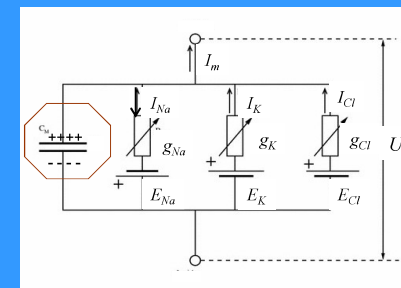 I_m
I_Na I_K I_Cl
C_M ++++
g_Na g_K g_Cl U
----
+ + +
E_Na E_K E_Cl